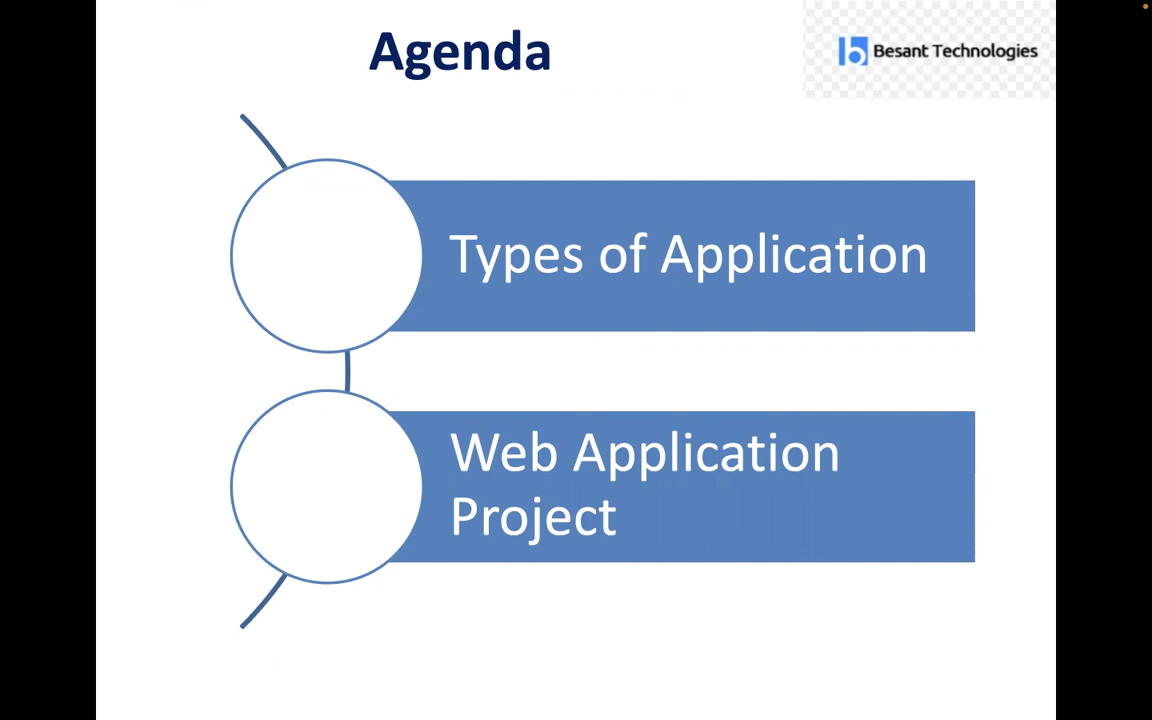 Agenda
Besant Technologies
Types of Application
Web Application
Project